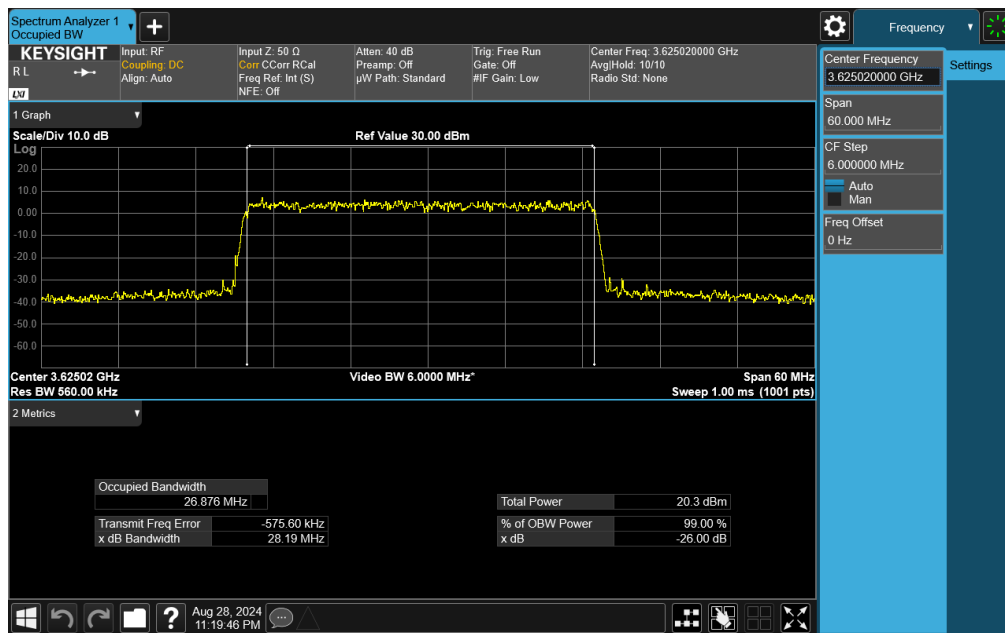 Spectrum Analyzer 1
Occupied BW
Frequency
KEYSIGHT
R L
LXI
Input: RF
Coupling: DC
Align: Auto
Input Z: 50 Ω
Corr CCorr RCal
Freq Ref: Int (S)
NFE: Off
Atten: 40 dB
Preamp: Off
µW Path: Standard
Trig: Free Run
Gate: Off
#IF Gain: Low
Center Freq: 3.625020000 GHz
Avg|Hold: 10/10
Radio Std: None
Center Frequency
3.625020000 GHz
Settings
Span
60.000 MHz
CF Step
6.000000 MHz
Auto
Man
Freq Offset
0 Hz
1 Graph
Scale/Div 10.0 dB
Ref Value 30.00 dBm
Log
20.0
10.0
0.00
-10.0
-20.0
-30.0
-40.0
-50.0
-60.0
Center 3.62502 GHz
Video BW 6.0000 MHz*
Span 60 MHz
Res BW 560.00 kHz
Sweep 1.00 ms (1001 pts)
2 Metrics
Occupied Bandwidth
26.876 MHz
Total Power 20.3 dBm
Transmit Freq Error -575.60 kHz
% of OBW Power 99.00 %
x dB Bandwidth 28.19 MHz
x dB -26.00 dB
Aug 28, 2024
11:19:46 PM